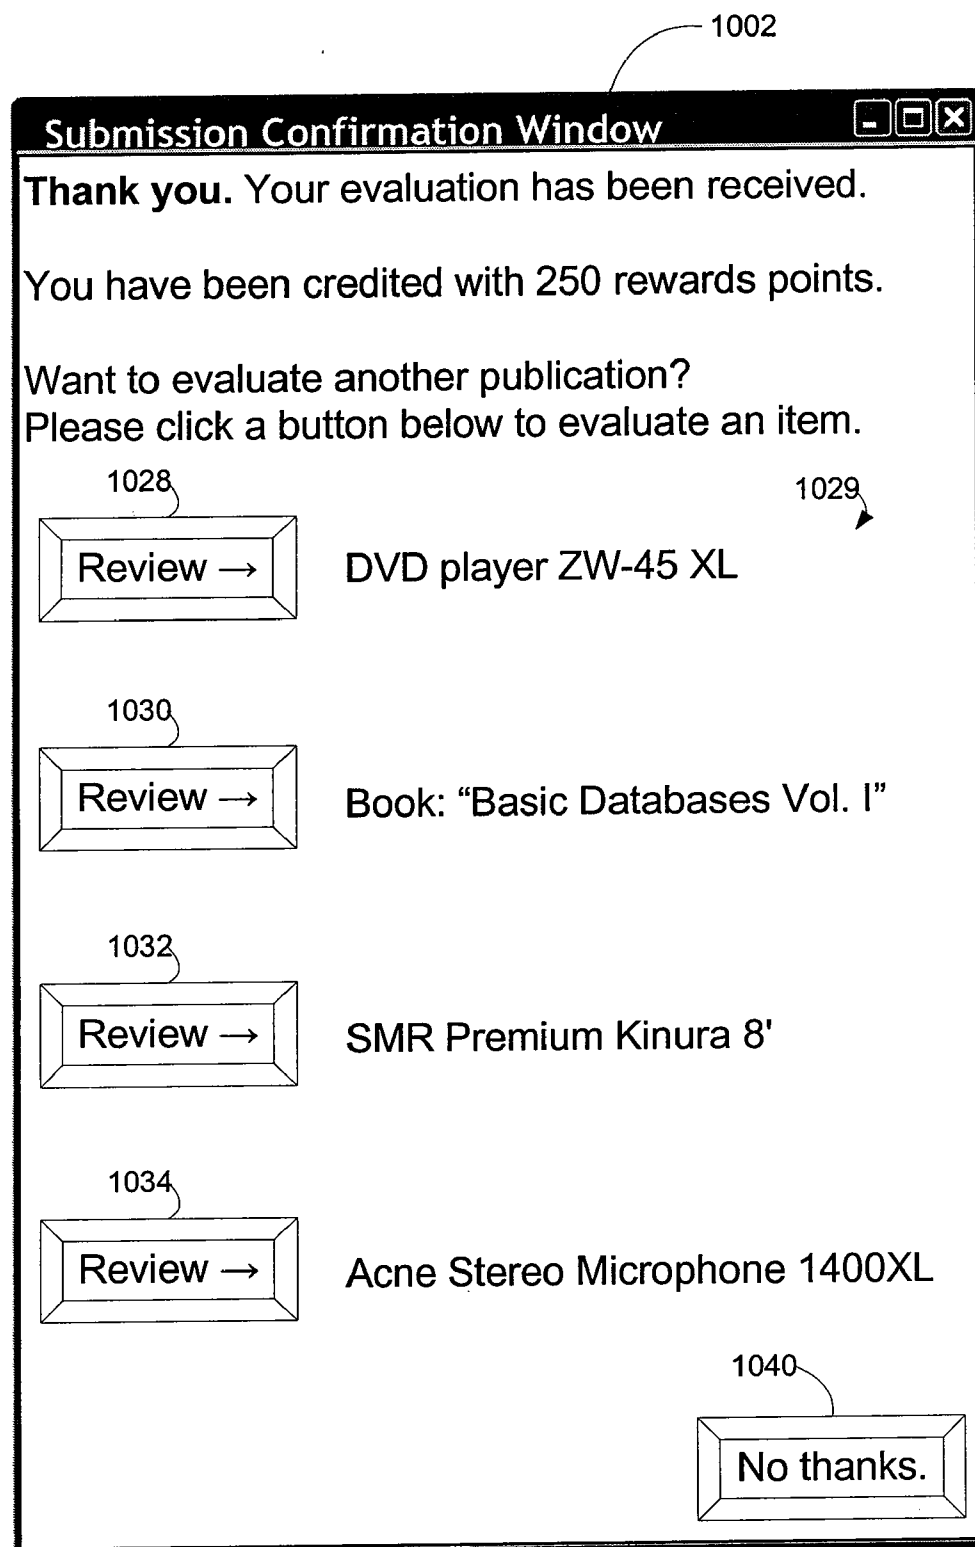 1002
Submission Confirmation Window
Thank you. Your evaluation has been received.
You have been credited with 250 rewards points.
Want to evaluate another publication?
Please click a button below to evaluate an item.
1028
1029
Review → DVD player ZW-45 XL
1030
Review → Book: “Basic Databases Vol. I”
1032
Review → SMR Premium Kinura 8'
1034
Review → Acne Stereo Microphone 1400XL
1040
No thanks.